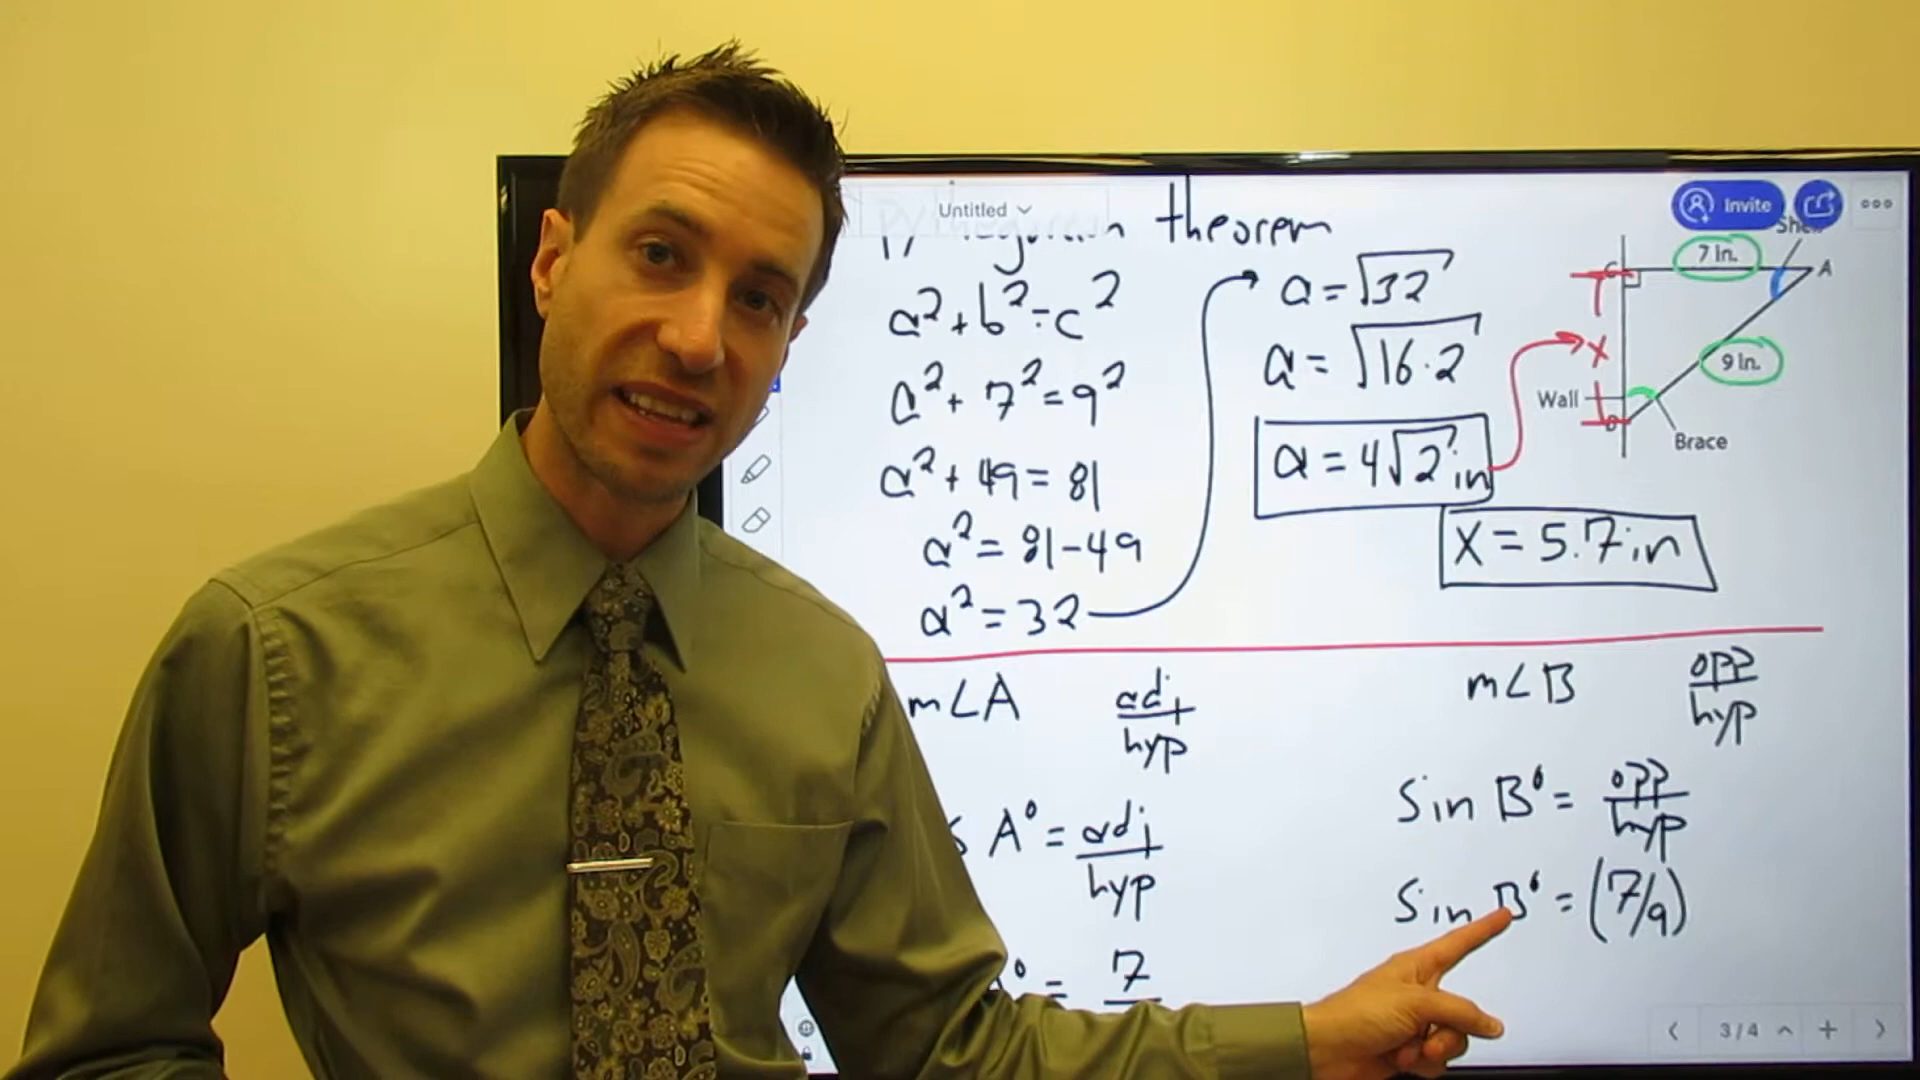 Untitled
Invite
theorem
a²+b²=c²
a²+7²=9²
a²+49=81
a²=81-49
a²=32
a=√32
a=√16·2
a=4√2 in
x=5.7in
7 in.
A
C
x
9 in.
Wall
B
Brace
m∠A
adj
hyp
A°=adj
hyp
°= 7
m∠B
opp
hyp
Sin B°=opp
hyp
Sin B°=(7/9)
3/4